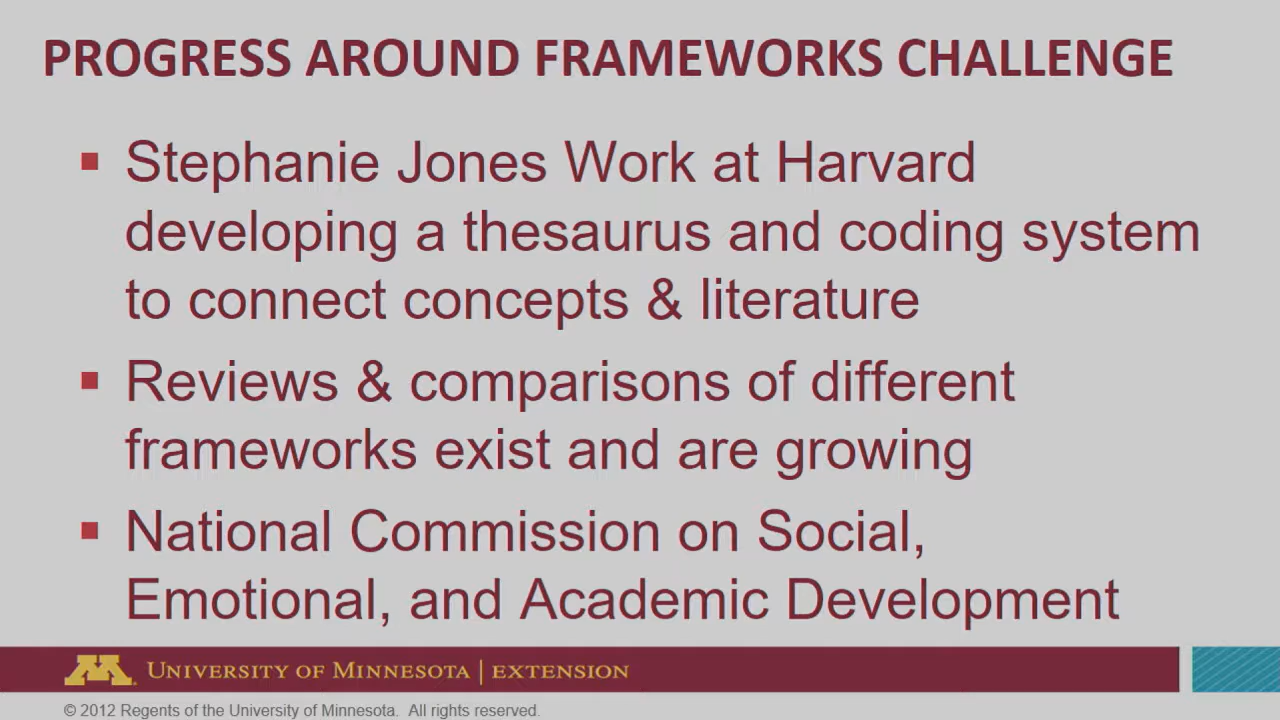 PROGRESS AROUND FRAMEWORKS CHALLENGE
Stephanie Jones Work at Harvard
developing a thesaurus and coding system
to connect concepts & literature
Reviews & comparisons of different
frameworks exist and are growing
National Commission on Social,
Emotional, and Academic Development
M UNIVERSITY OF MINNESOTA | EXTENSION
© 2012 Regents of the University of Minnesota. All rights reserved.